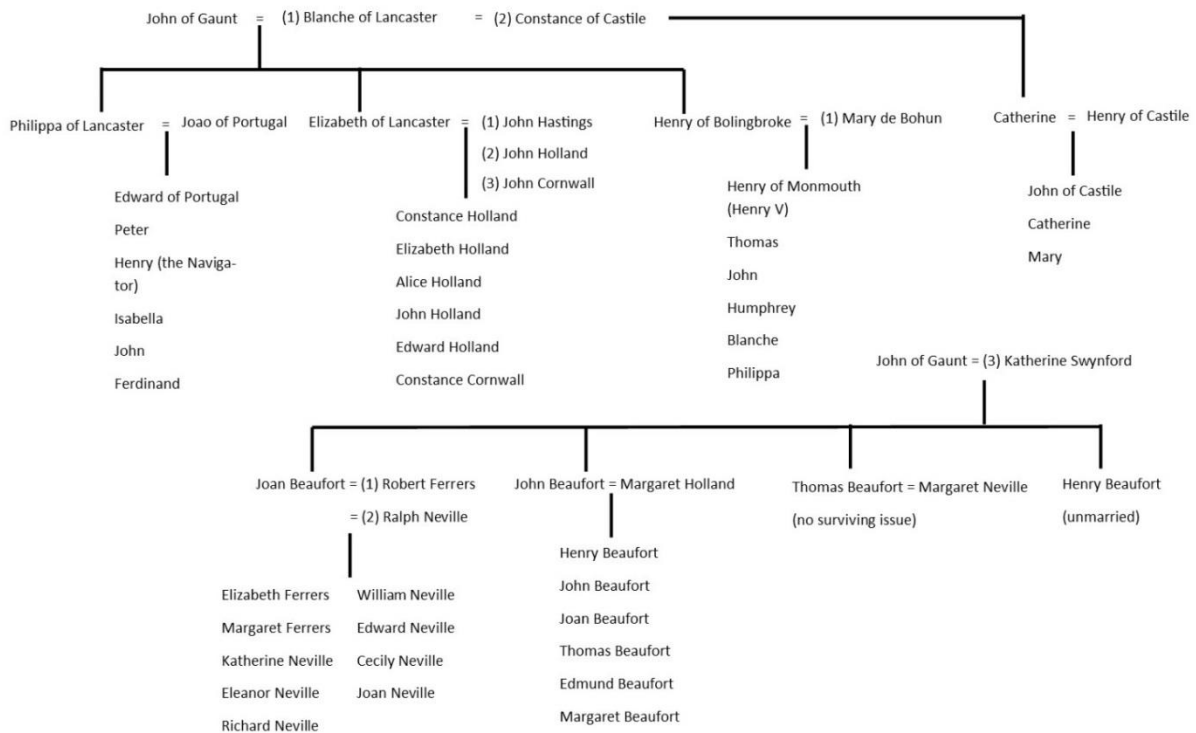 John of Gaunt = (1) Blanche of Lancaster = (2) Constance of Castile
Philippa of Lancaster = Joao of Portugal
Edward of Portugal
Peter
Henry (the Naviga-
tor)
Isabella
John
Ferdinand
Elizabeth of Lancaster = (1) John Hastings
(2) John Holland
(3) John Cornwall
Constance Holland
Elizabeth Holland
Alice Holland
John Holland
Edward Holland
Constance Cornwall
Henry of Bolingbroke = (1) Mary de Bohun
Henry of Monmouth
(Henry V)
Thomas
John
Humphrey
Blanche
Philippa
Catherine = Henry of Castile
John of Castile
Catherine
Mary
John of Gaunt = (3) Katherine Swynford
Joan Beaufort = (1) Robert Ferrers
= (2) Ralph Neville
Elizabeth Ferrers
Margaret Ferrers
Katherine Neville
Eleanor Neville
Richard Neville
William Neville
Edward Neville
Cecily Neville
Joan Neville
John Beaufort = Margaret Holland
Henry Beaufort
John Beaufort
Joan Beaufort
Thomas Beaufort
Edmund Beaufort
Margaret Beaufort
Thomas Beaufort = Margaret Neville
(no surviving issue)
Henry Beaufort
(unmarried)